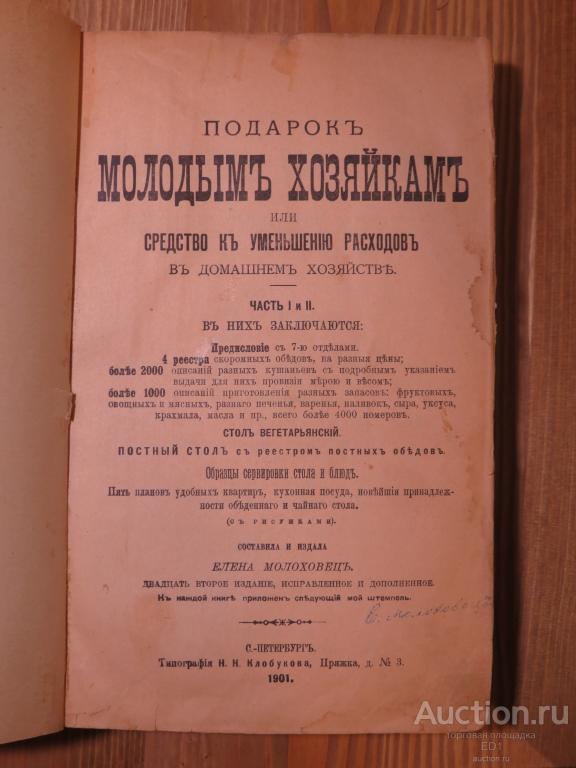 ПОДАРОКЪ
МОЛОДЫМЪ ХОЗЯЙКАМЪ
ИЛИ
СРЕДСТВО КЪ УМЕНЬШЕНІЮ РАСХОДОВЪ
ВЪ ДОМАШНЕМЪ ХОЗЯЙСТВѢ.
ЧАСТЬ I и II.
ВЪ НИХЪ ЗАКЛЮЧАЮТСЯ:
Предисловіе съ 7-ю отдѣлами.
4 реестра скоромныхъ обѣдовъ, на разныя цѣны;
болѣе 2000 описаній разныхъ кушаньевъ съ подробнымъ указаніемъ
выдачи для нихъ провизіи мѣрою и вѣсомъ;
болѣе 1000 описаній приготовленія разныхъ запасовъ: фруктовыхъ,
овощныхъ и мясныхъ, разнаго печенья, варенья, наливокъ, сыра, уксуса,
крахмала, масла и пр., всего болѣе 4000 номеровъ.
СТОЛЪ ВЕГЕТАРЬЯНСКІЙ.
ПОСТНЫЙ СТОЛЪ съ реестромъ постныхъ обѣдовъ.
Образцы сервировки стола и блюдъ.
Пять плановъ удобныхъ квартиръ, кухонная посуда, новѣйшія принадлеж-
ности обѣденнаго и чайнаго стола.
(СЪ РИСУНКАМИ).
СОСТАВИЛА И ИЗДАЛА
ЕЛЕНА МОЛОХОВЕЦЪ.
ДВАДЦАТЬ ВТОРОЕ ИЗДАНІЕ, ИСПРАВЛЕННОЕ И ДОПОЛНЕННОЕ.
Къ каждой книгѣ приложенъ слѣдующій мой штемпель.
Е. Молоховецъ
С.-ПЕТЕРБУРГЪ.
Типографія Н. Н. Клобукова, Пряжка, д. № 3.
1901.
Auction.ru
торговая площадка
ED1
auction.ru